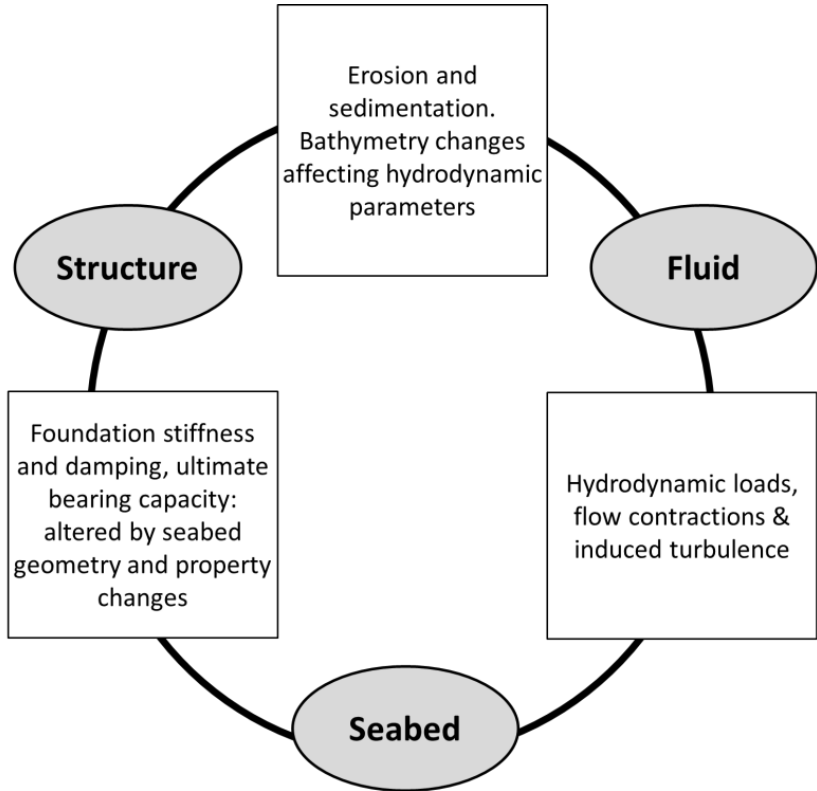 Erosion and
sedimentation.
Bathymetry changes
affecting hydrodynamic
parameters
Structure
Fluid
Foundation stiffness
and damping, ultimate
bearing capacity:
altered by seabed
geometry and property
changes
Hydrodynamic loads,
flow contractions &
induced turbulence
Seabed